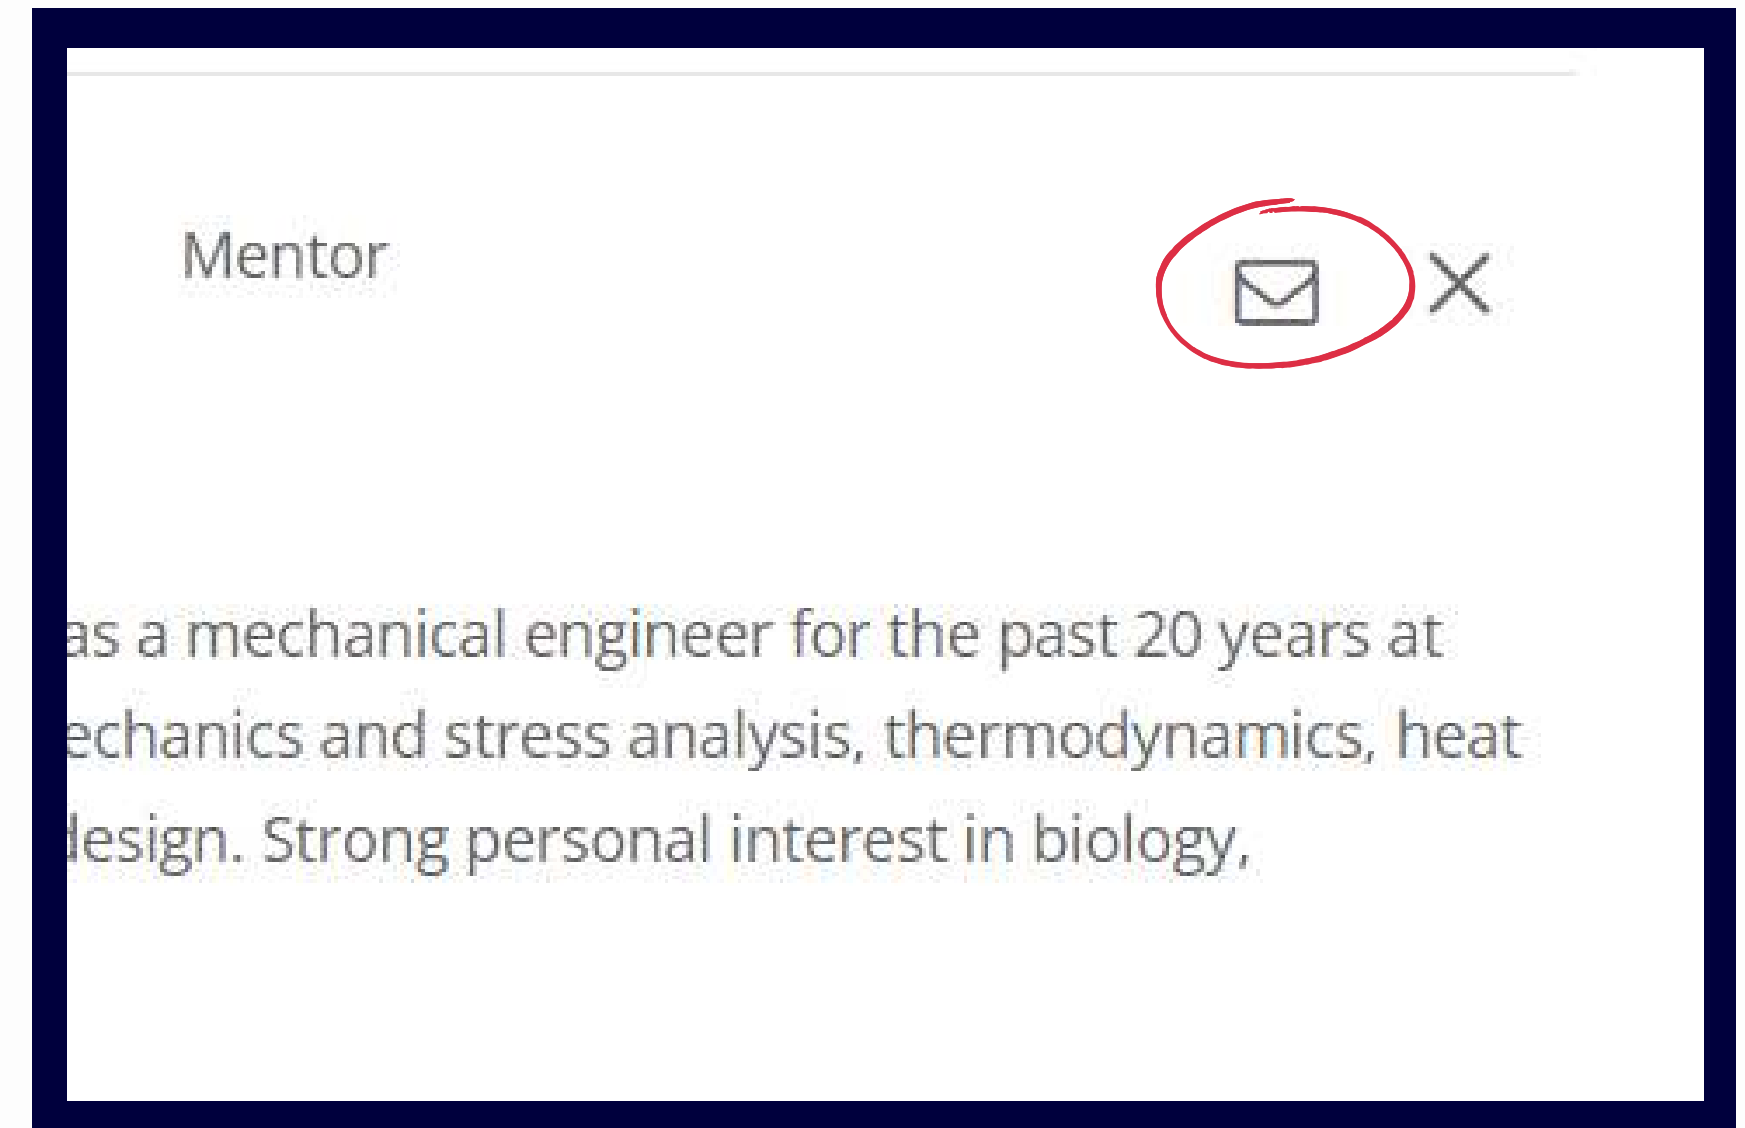 Mentor
as a mechanical engineer for the past 20 years at
echanics and stress analysis, thermodynamics, heat
design. Strong personal interest in biology,